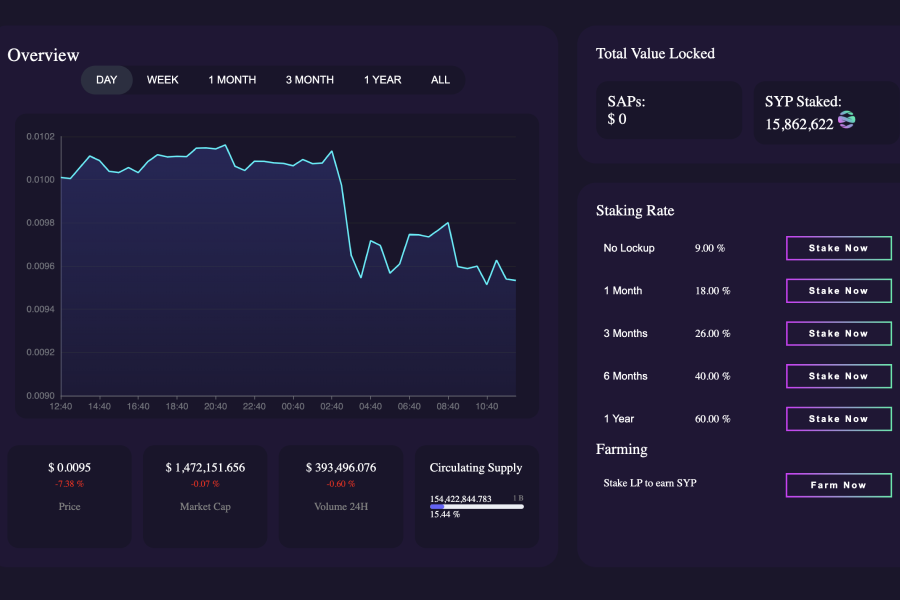 Overview
DAY WEEK 1 MONTH 3 MONTH 1 YEAR ALL
0.0102
0.0100
0.0098
0.0096
0.0094
0.0092
0.0090
12:40 14:40 16:40 18:40 20:40 22:40 00:40 02:40 04:40 06:40 08:40 10:40
$ 0.0095
-7.38 %
Price
$ 1,472,151.656
-0.07 %
Market Cap
$ 393,496.076
-0.60 %
Volume 24H
Circulating Supply
154,422,844.783 1 B
15.44 %
Total Value Locked
SAPs:
$ 0
SYP Staked:
15,862,622
Staking Rate
No Lockup 9.00 % Stake Now
1 Month 18.00 % Stake Now
3 Months 26.00 % Stake Now
6 Months 40.00 % Stake Now
1 Year 60.00 % Stake Now
Farming
Stake LP to earn SYP Farm Now